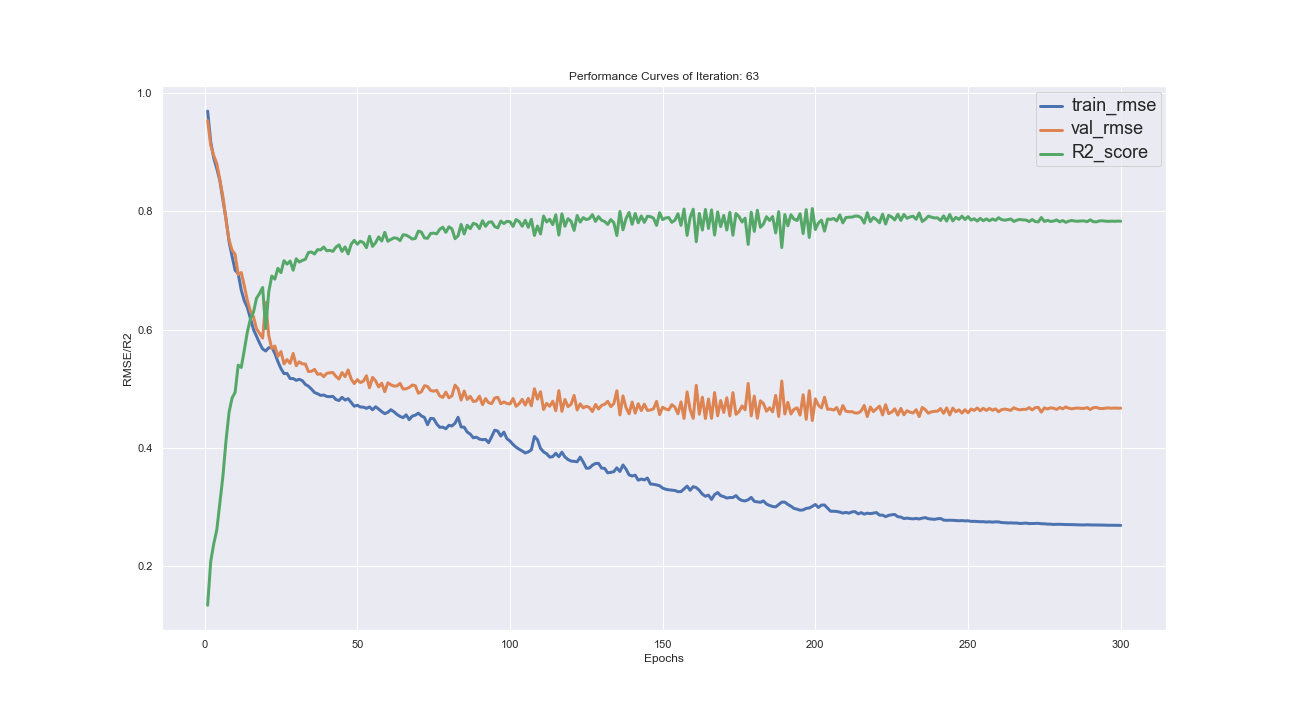 Performance Curves of Iteration: 63
train_rmse
val_rmse
R2_score
RMSE/R2
1.0
0.8
0.6
0.4
0.2
0
50
100
150
200
250
300
Epochs